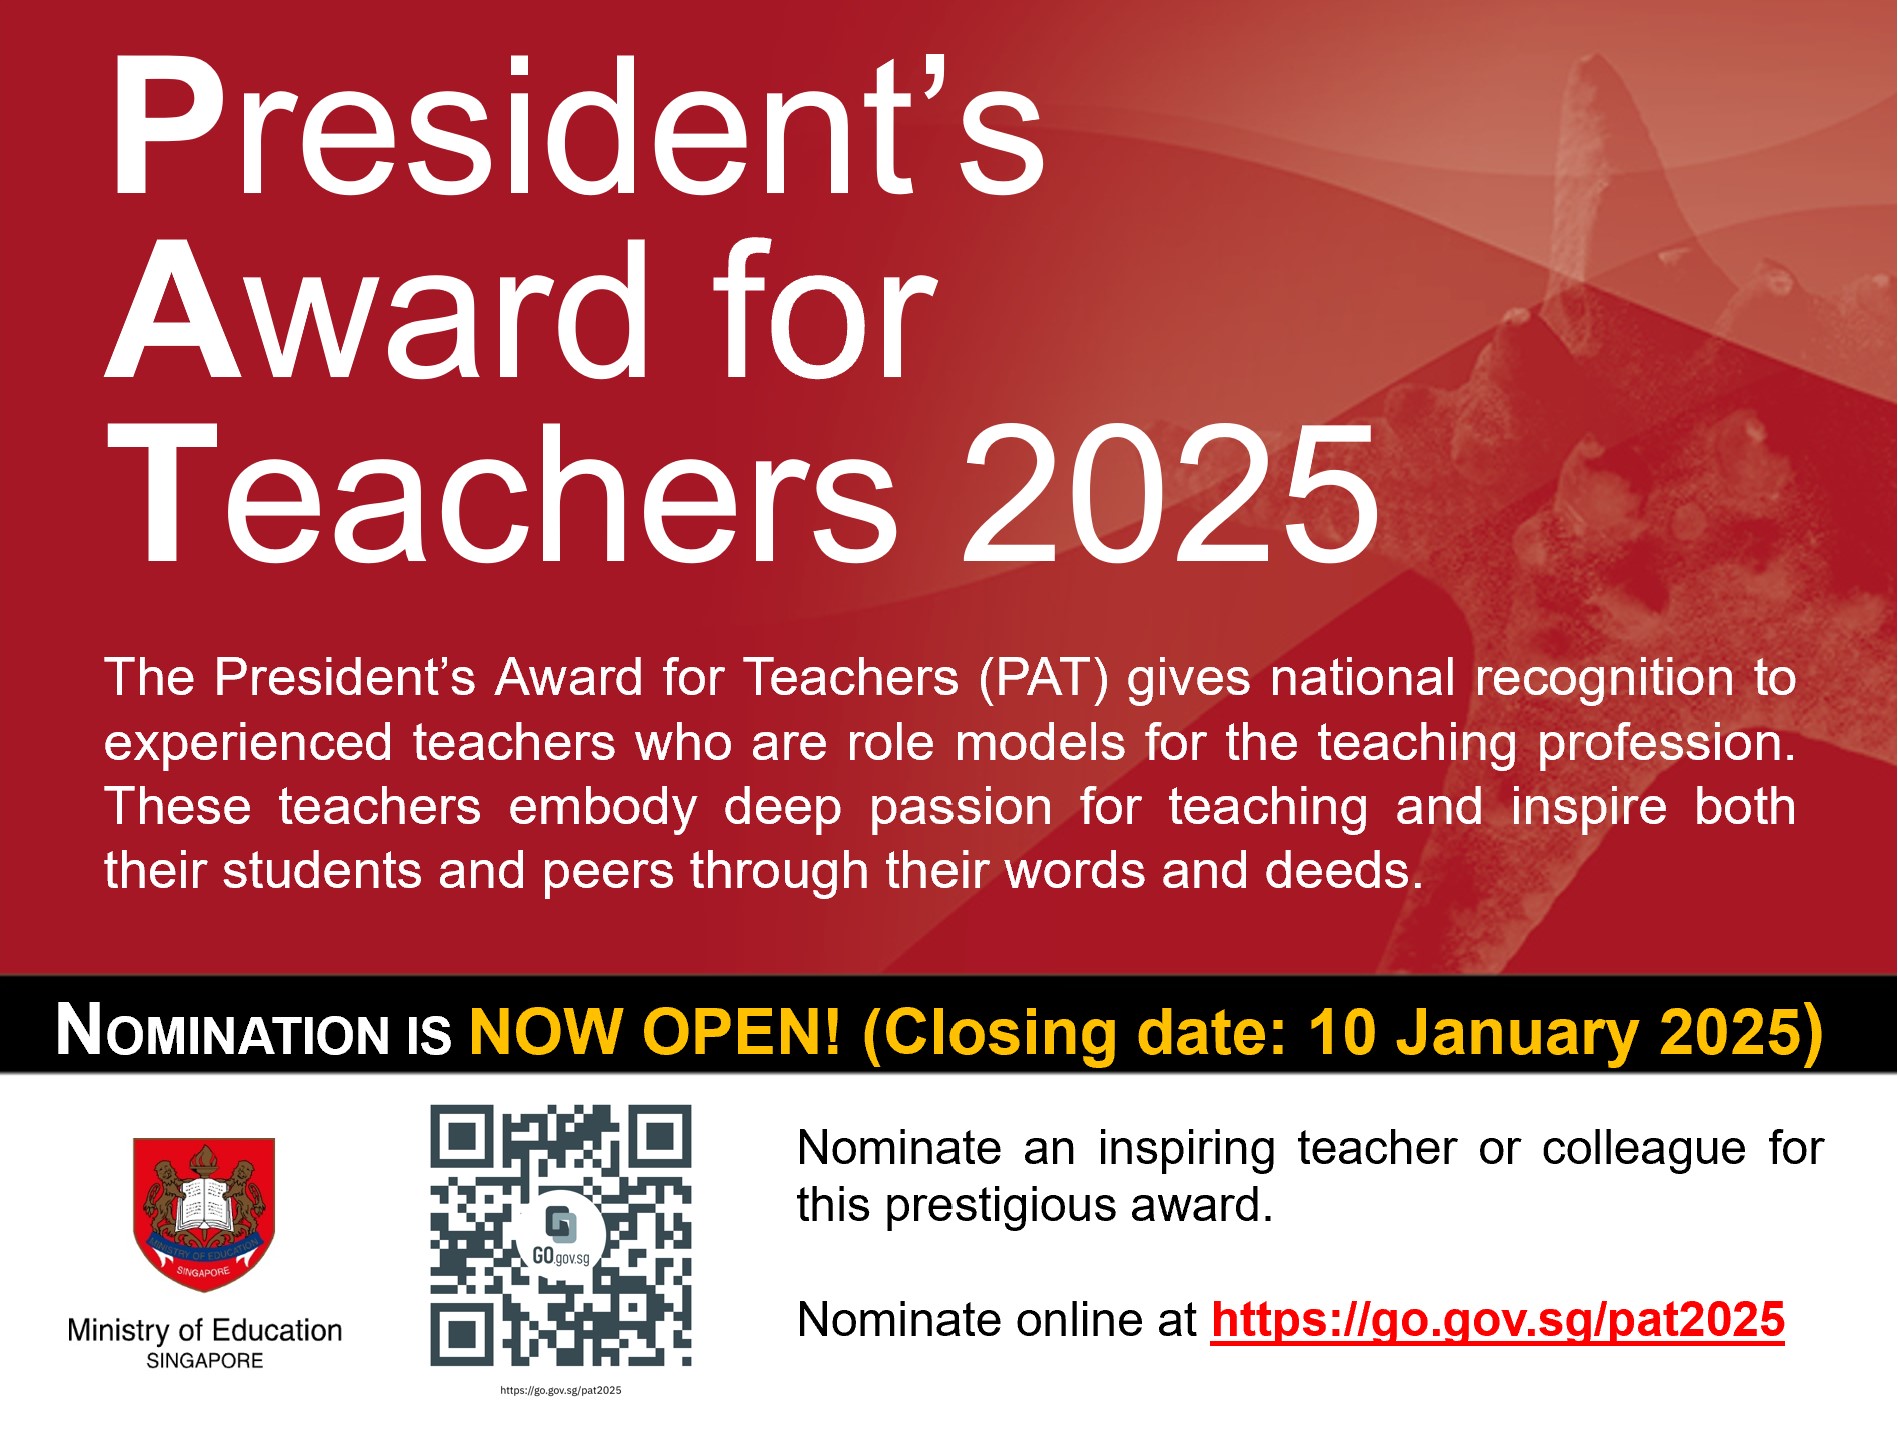 President’s
Award for
Teachers 2025
The President’s Award for Teachers (PAT) gives national recognition to
experienced teachers who are role models for the teaching profession.
These teachers embody deep passion for teaching and inspire both
their students and peers through their words and deeds.
NOMINATION IS NOW OPEN! (Closing date: 10 January 2025)
MINISTRY OF EDUCATION
SINGAPORE
Ministry of Education
SINGAPORE
GO.gov.sg
https://go.gov.sg/pat2025
Nominate an inspiring teacher or colleague for
this prestigious award.
Nominate online at https://go.gov.sg/pat2025